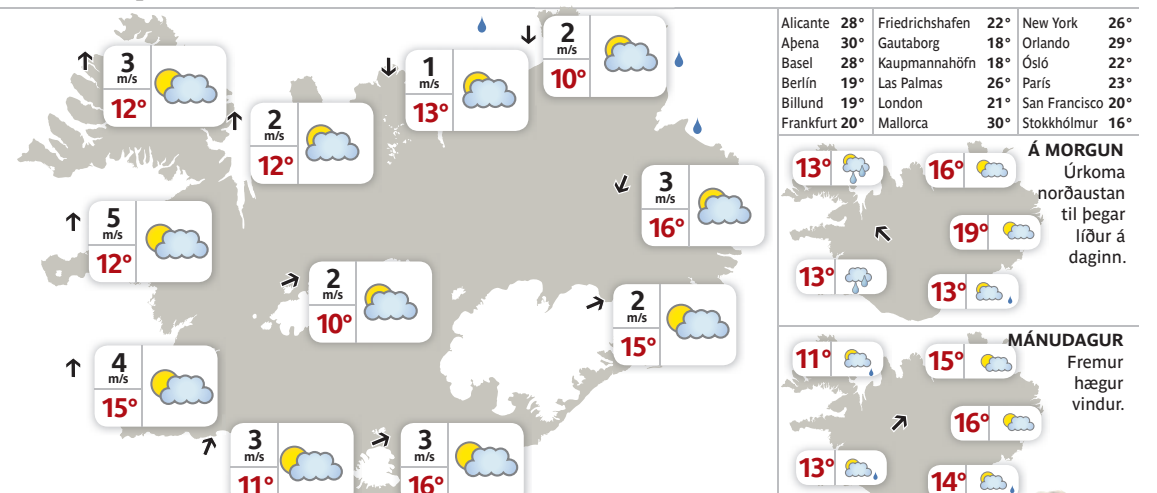 3
m/s
12°
2
m/s
12°
1
m/s
13°
2
m/s
10°
3
m/s
16°
5
m/s
12°
2
m/s
10°
2
m/s
15°
4
m/s
15°
3
m/s
11°
3
m/s
16°
Alicante 28°
Aþena 30°
Basel 28°
Berlín 19°
Billund 19°
Frankfurt 20°
Friedrichshafen 22°
Gautaborg 18°
Kaupmannahöfn 18°
Las Palmas 26°
London 21°
Mallorca 30°
New York 26°
Orlando 29°
Ósló 22°
París 23°
San Francisco 20°
Stokkhólmur 16°
Á MORGUN
Úrkoma
norðaustan
til þegar
líður á
daginn.
13°
16°
19°
13°
13°
MÁNUDAGUR
Fremur
hægur
vindur.
11°
15°
16°
13°
14°